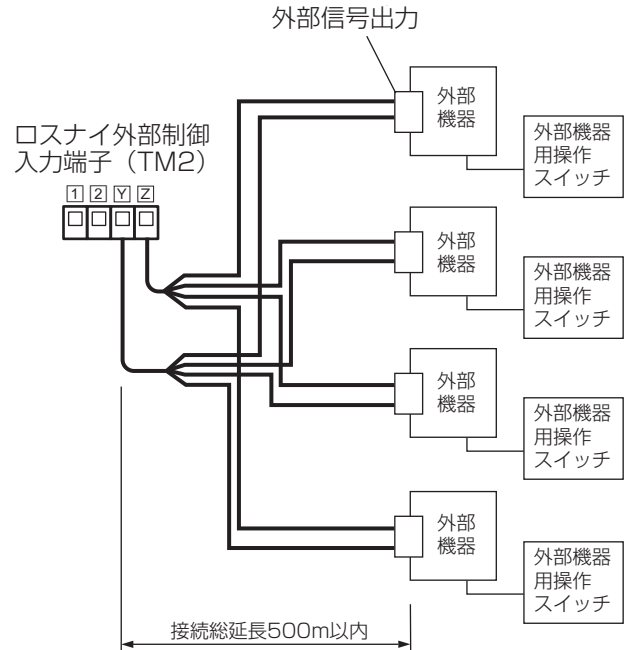 外部信号出力
外部
機器
外部機器
用操作
スイッチ
ロスナイ外部制御
入力端子（TM2）
1 2 Y Z
外部
機器
外部機器
用操作
スイッチ
外部
機器
外部機器
用操作
スイッチ
外部
機器
外部機器
用操作
スイッチ
接続総延長500m以内